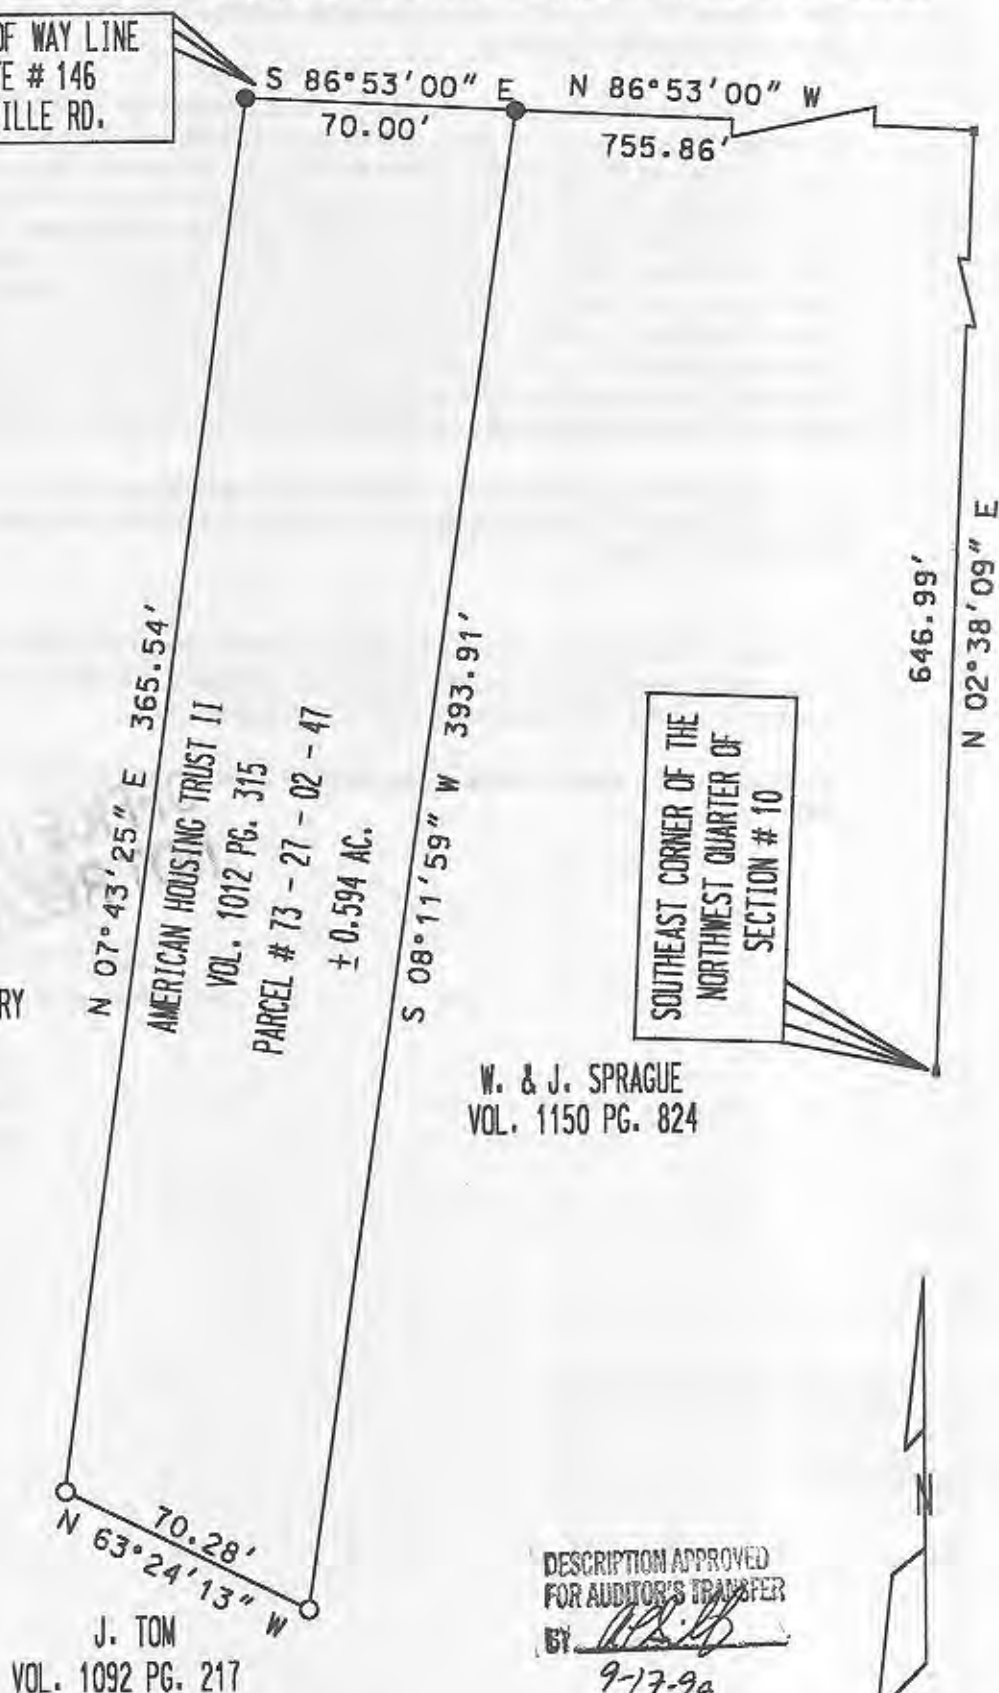 OF WAY LINE
# 146
RD.
S 86°53'00" E
70.00'
N 86°53'00" W
755.86'
N 07°43'25" E 365.54'
AMERICAN HOUSING TRUST II
VOL. 1012 PG. 315
PARCEL # 73 - 27 - 02 - 47
± 0.594 AC.
S 08°11'59" W 393.91'
646.99'
N 02°38'09" E
SOUTHEAST CORNER OF THE
NORTHWEST QUARTER OF
SECTION # 10
W. & J. SPRAGUE
VOL. 1150 PG. 824
70.28'
N 63°24'13" W
J. TOM
VOL. 1092 PG. 217
DESCRIPTION APPROVED
FOR AUDITOR'S TRANSFER
BY
N